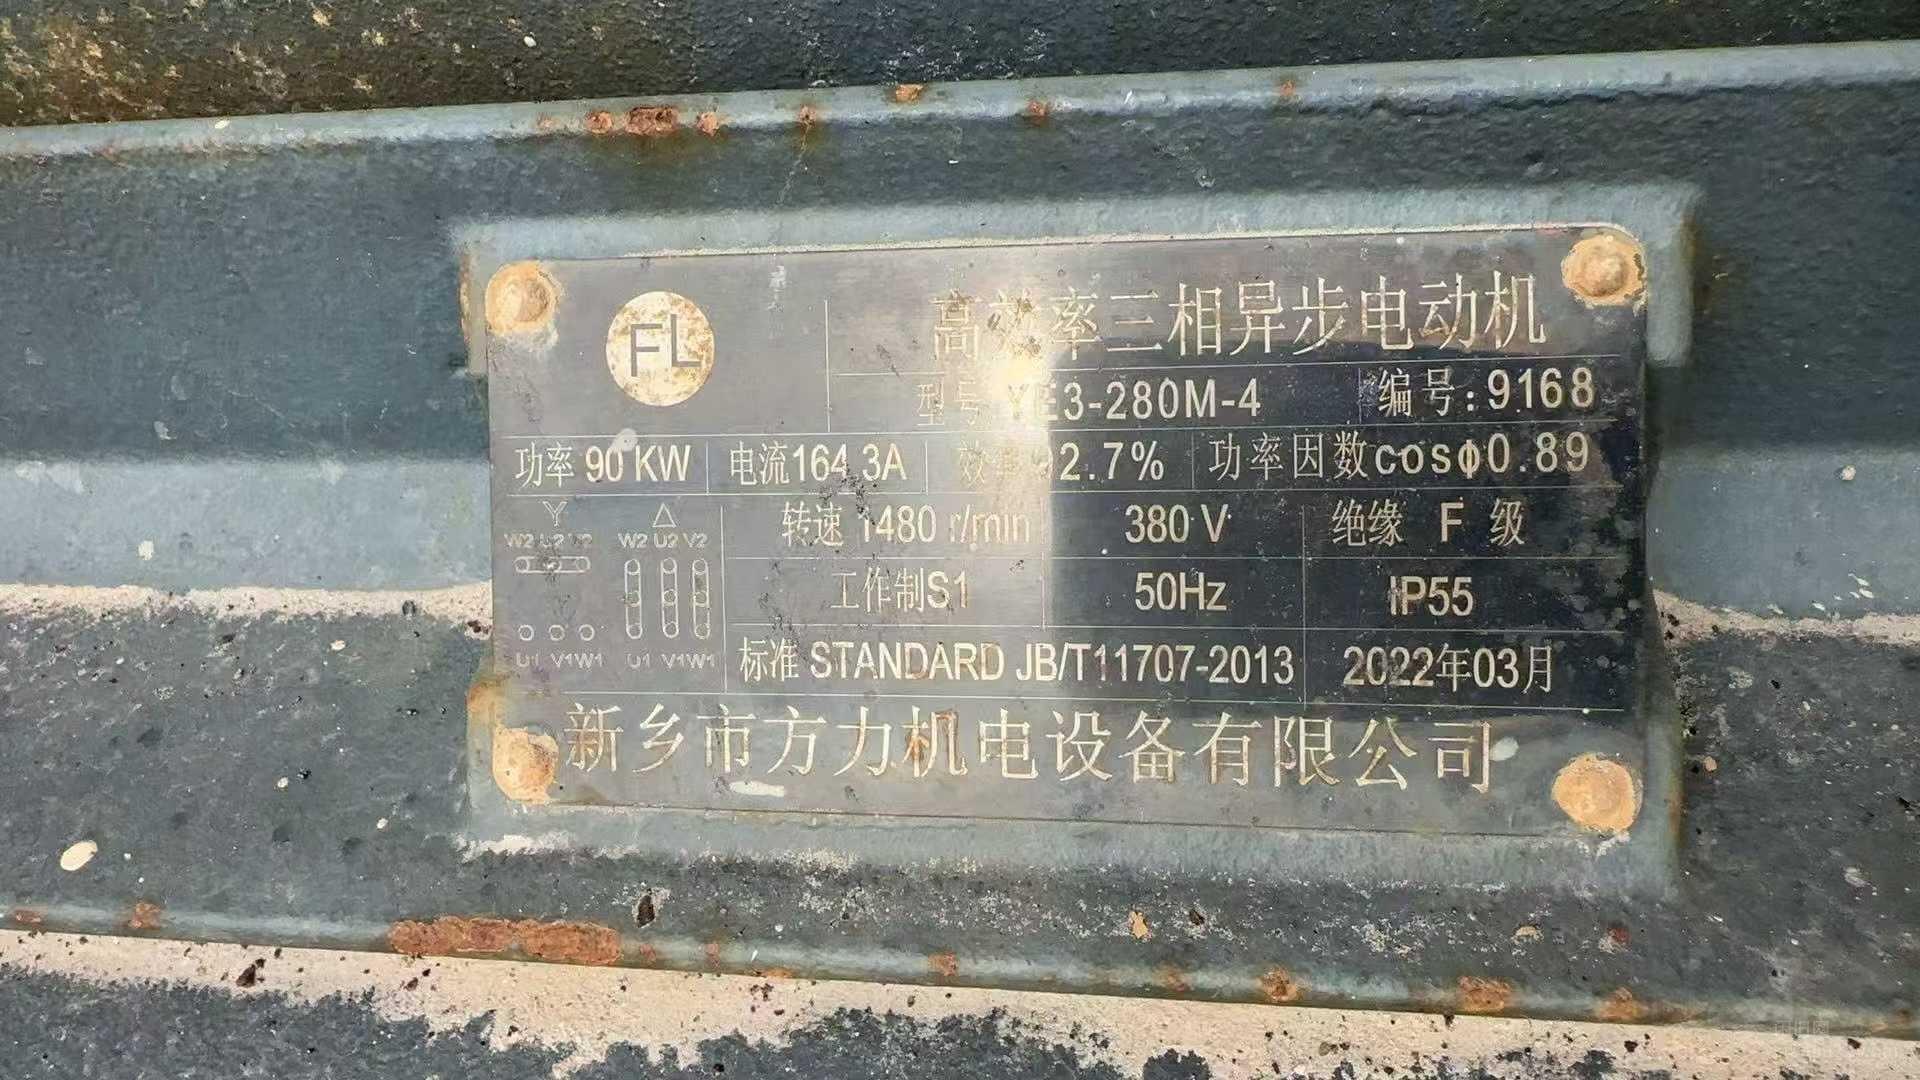 FL
高效率三相异步电动机
型号 YE3-280M-4 编号:9168
功率 90 KW 电流164.3A 效率92.7% 功率因数cosφ0.89
Y △ 转速 1480 r/min 380 V 绝缘 F 级
W2 U2 V2 W2 U2 V2
工作制S1 50Hz IP55
U1 V1W1 U1 V1W1 标准 STANDARD JB/T11707-2013 2022年03月
新乡市方力机电设备有限公司